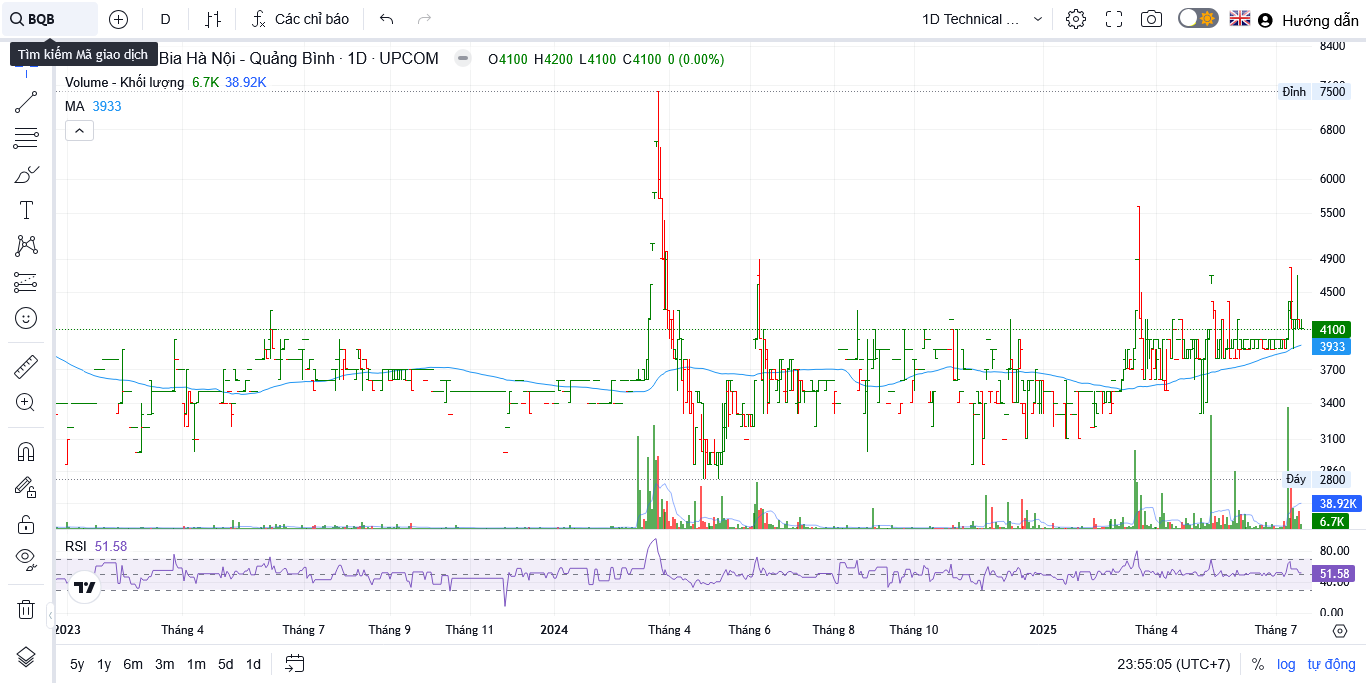 BQB
D
Các chỉ báo
1D Technical ...
Hướng dẫn
Tìm kiếm Mã giao dịch
Bia Hà Nội - Quảng Bình · 1D · UPCOM
O4100 H4200 L4100 C4100 0 (0.00%)
Volume - Khối lượng 6.7K 38.92K
MA 3933
8400
Đỉnh 7500
6800
6000
5500
4900
4500
4100
3933
3700
3400
3100
2860
Đáy 2800
38.92K
6.7K
RSI 51.58
80.00
51.58
40.00
0.00
2023 Tháng 4 Tháng 7 Tháng 9 Tháng 11 2024 Tháng 4 Tháng 6 Tháng 8 Tháng 10 2025 Tháng 4 Tháng 7
5y 1y 6m 3m 1m 5d 1d
23:55:05 (UTC+7) % log tự động